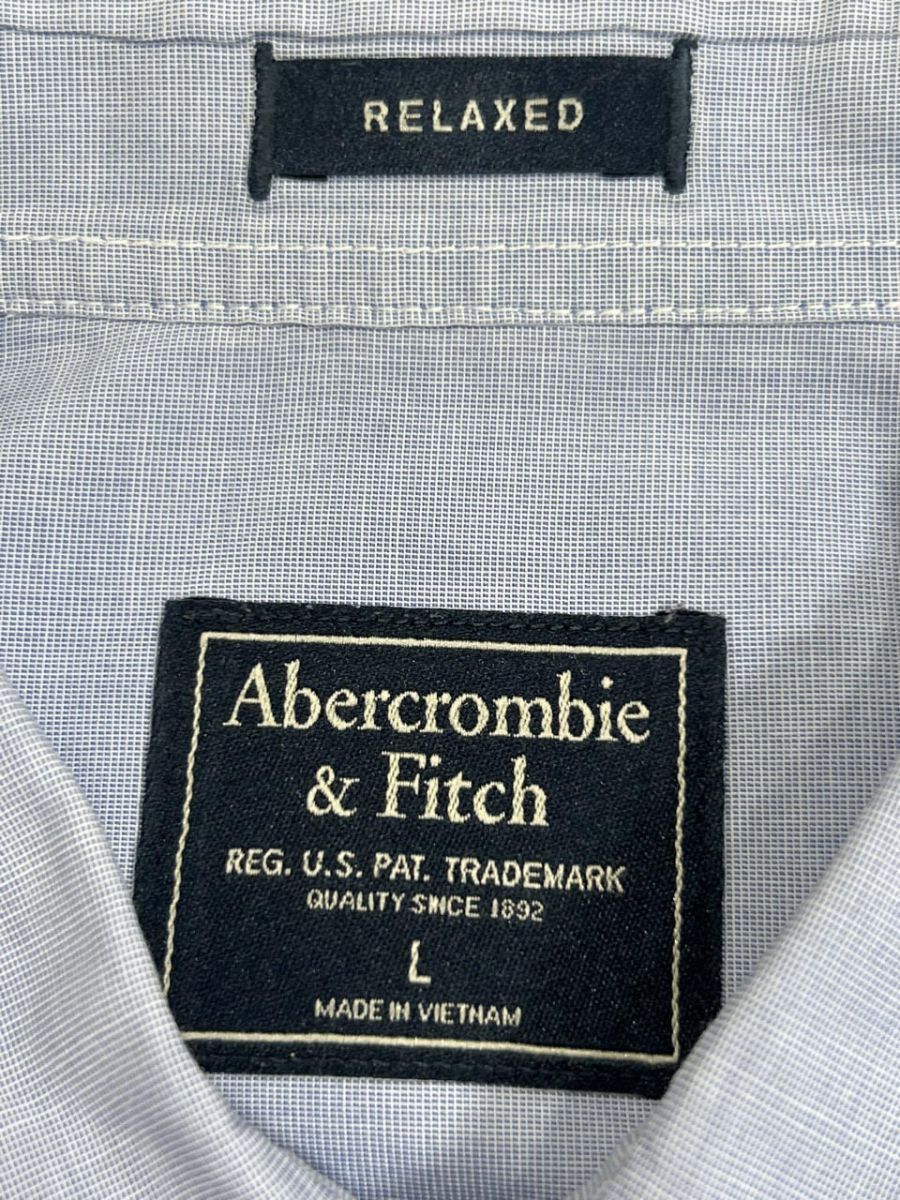 RELAXED
Abercrombie
& Fitch
REG. U.S. PAT. TRADEMARK
QUALITY SINCE 1892
L
MADE IN VIETNAM